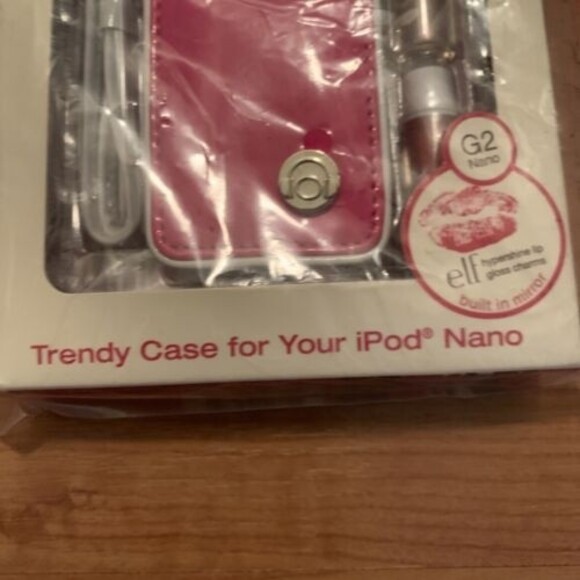 G2
Nano
elf hypershine lip
gloss charms
built in mirror
Trendy Case for Your iPod® Nano